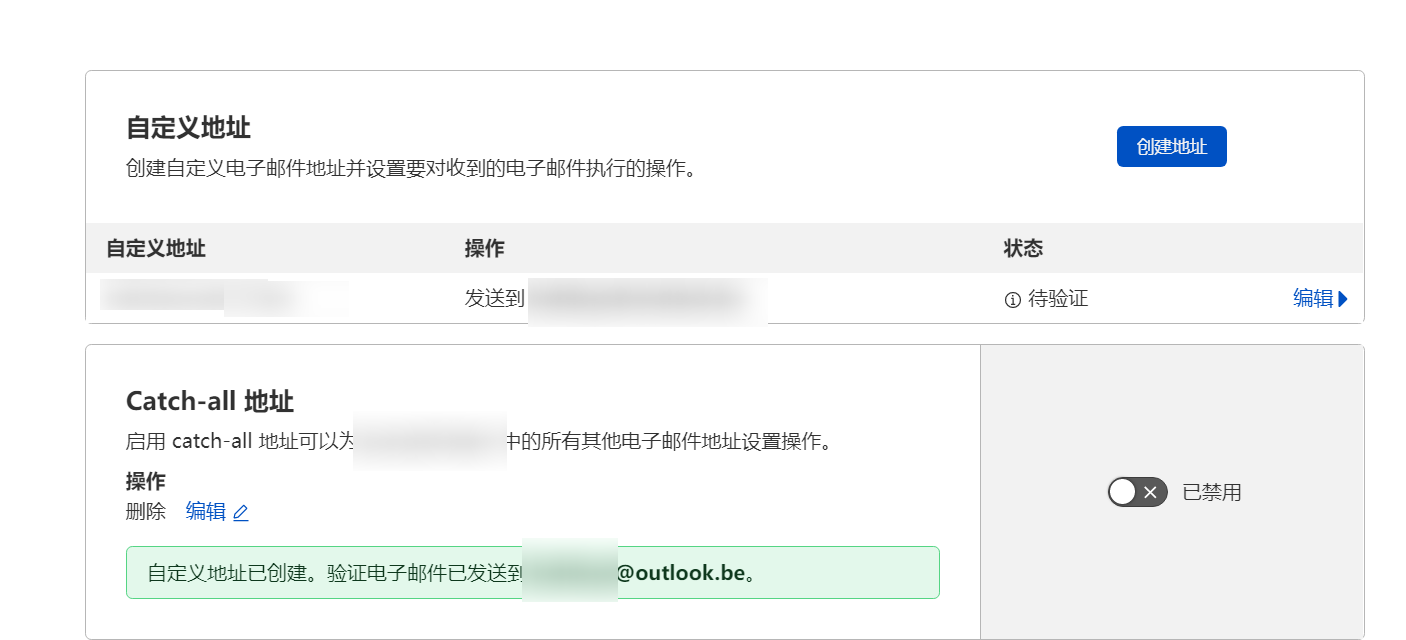 自定义地址
创建自定义电子邮件地址并设置要对收到的电子邮件执行的操作。
创建地址
自定义地址 操作 状态
发送到 待验证 编辑
Catch-all 地址
启用 catch-all 地址可以为 中的所有其他电子邮件地址设置操作。
操作
删除 编辑
已禁用
自定义地址已创建。验证电子邮件已发送到 @outlook.be。